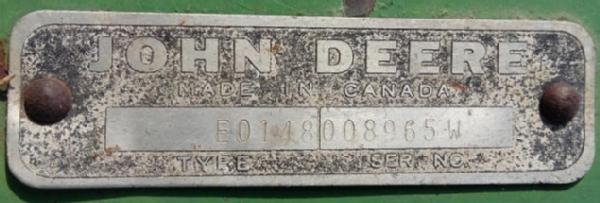 JOHN DEERE
MADE IN CANADA
E0148008965W
TYPE SER. NO.